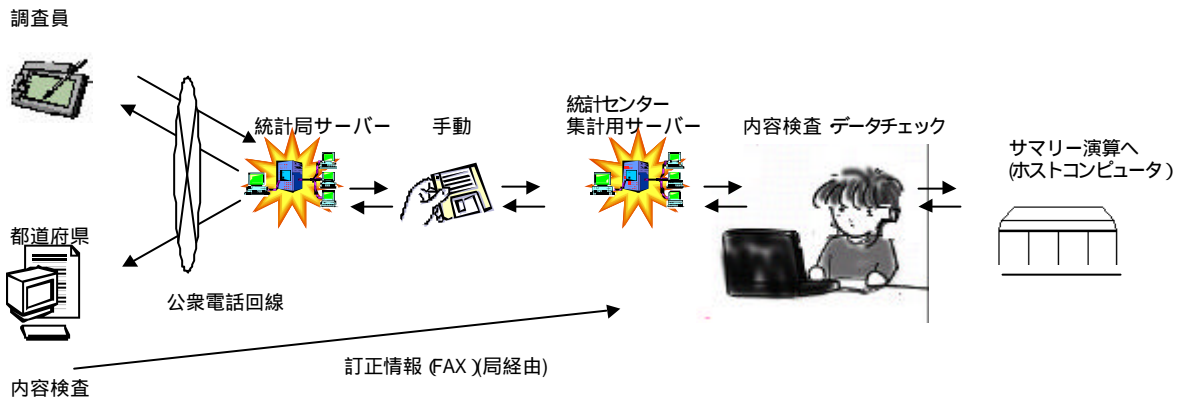 調査員
統計局サーバー
手動
統計センター
集計用サーバー
内容検査 データチェック
サマリー演算へ
(ホストコンピュータ)
都道府県
公衆電話回線
訂正情報 (FAX)(局経由)
内容検査